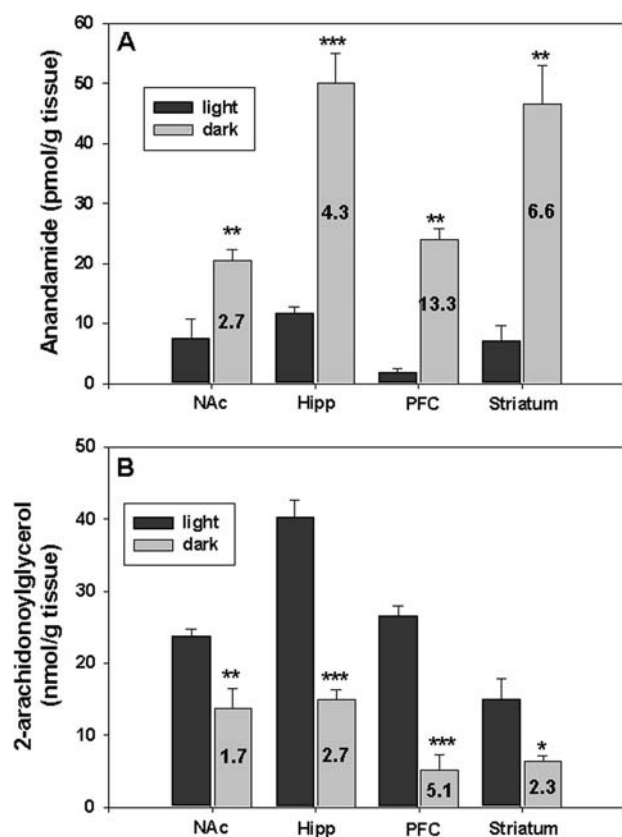 A
Anandamide (pmol/g tissue)
60
50
40
30
20
10
0
light
dark
**
***
**
**
2.7
4.3
13.3
6.6
NAc Hipp PFC Striatum
B
2-arachidonoylglycerol
(nmol/g tissue)
50
40
30
20
10
0
light
dark
**
***
***
*
1.7
2.7
5.1
2.3
NAc Hipp PFC Striatum